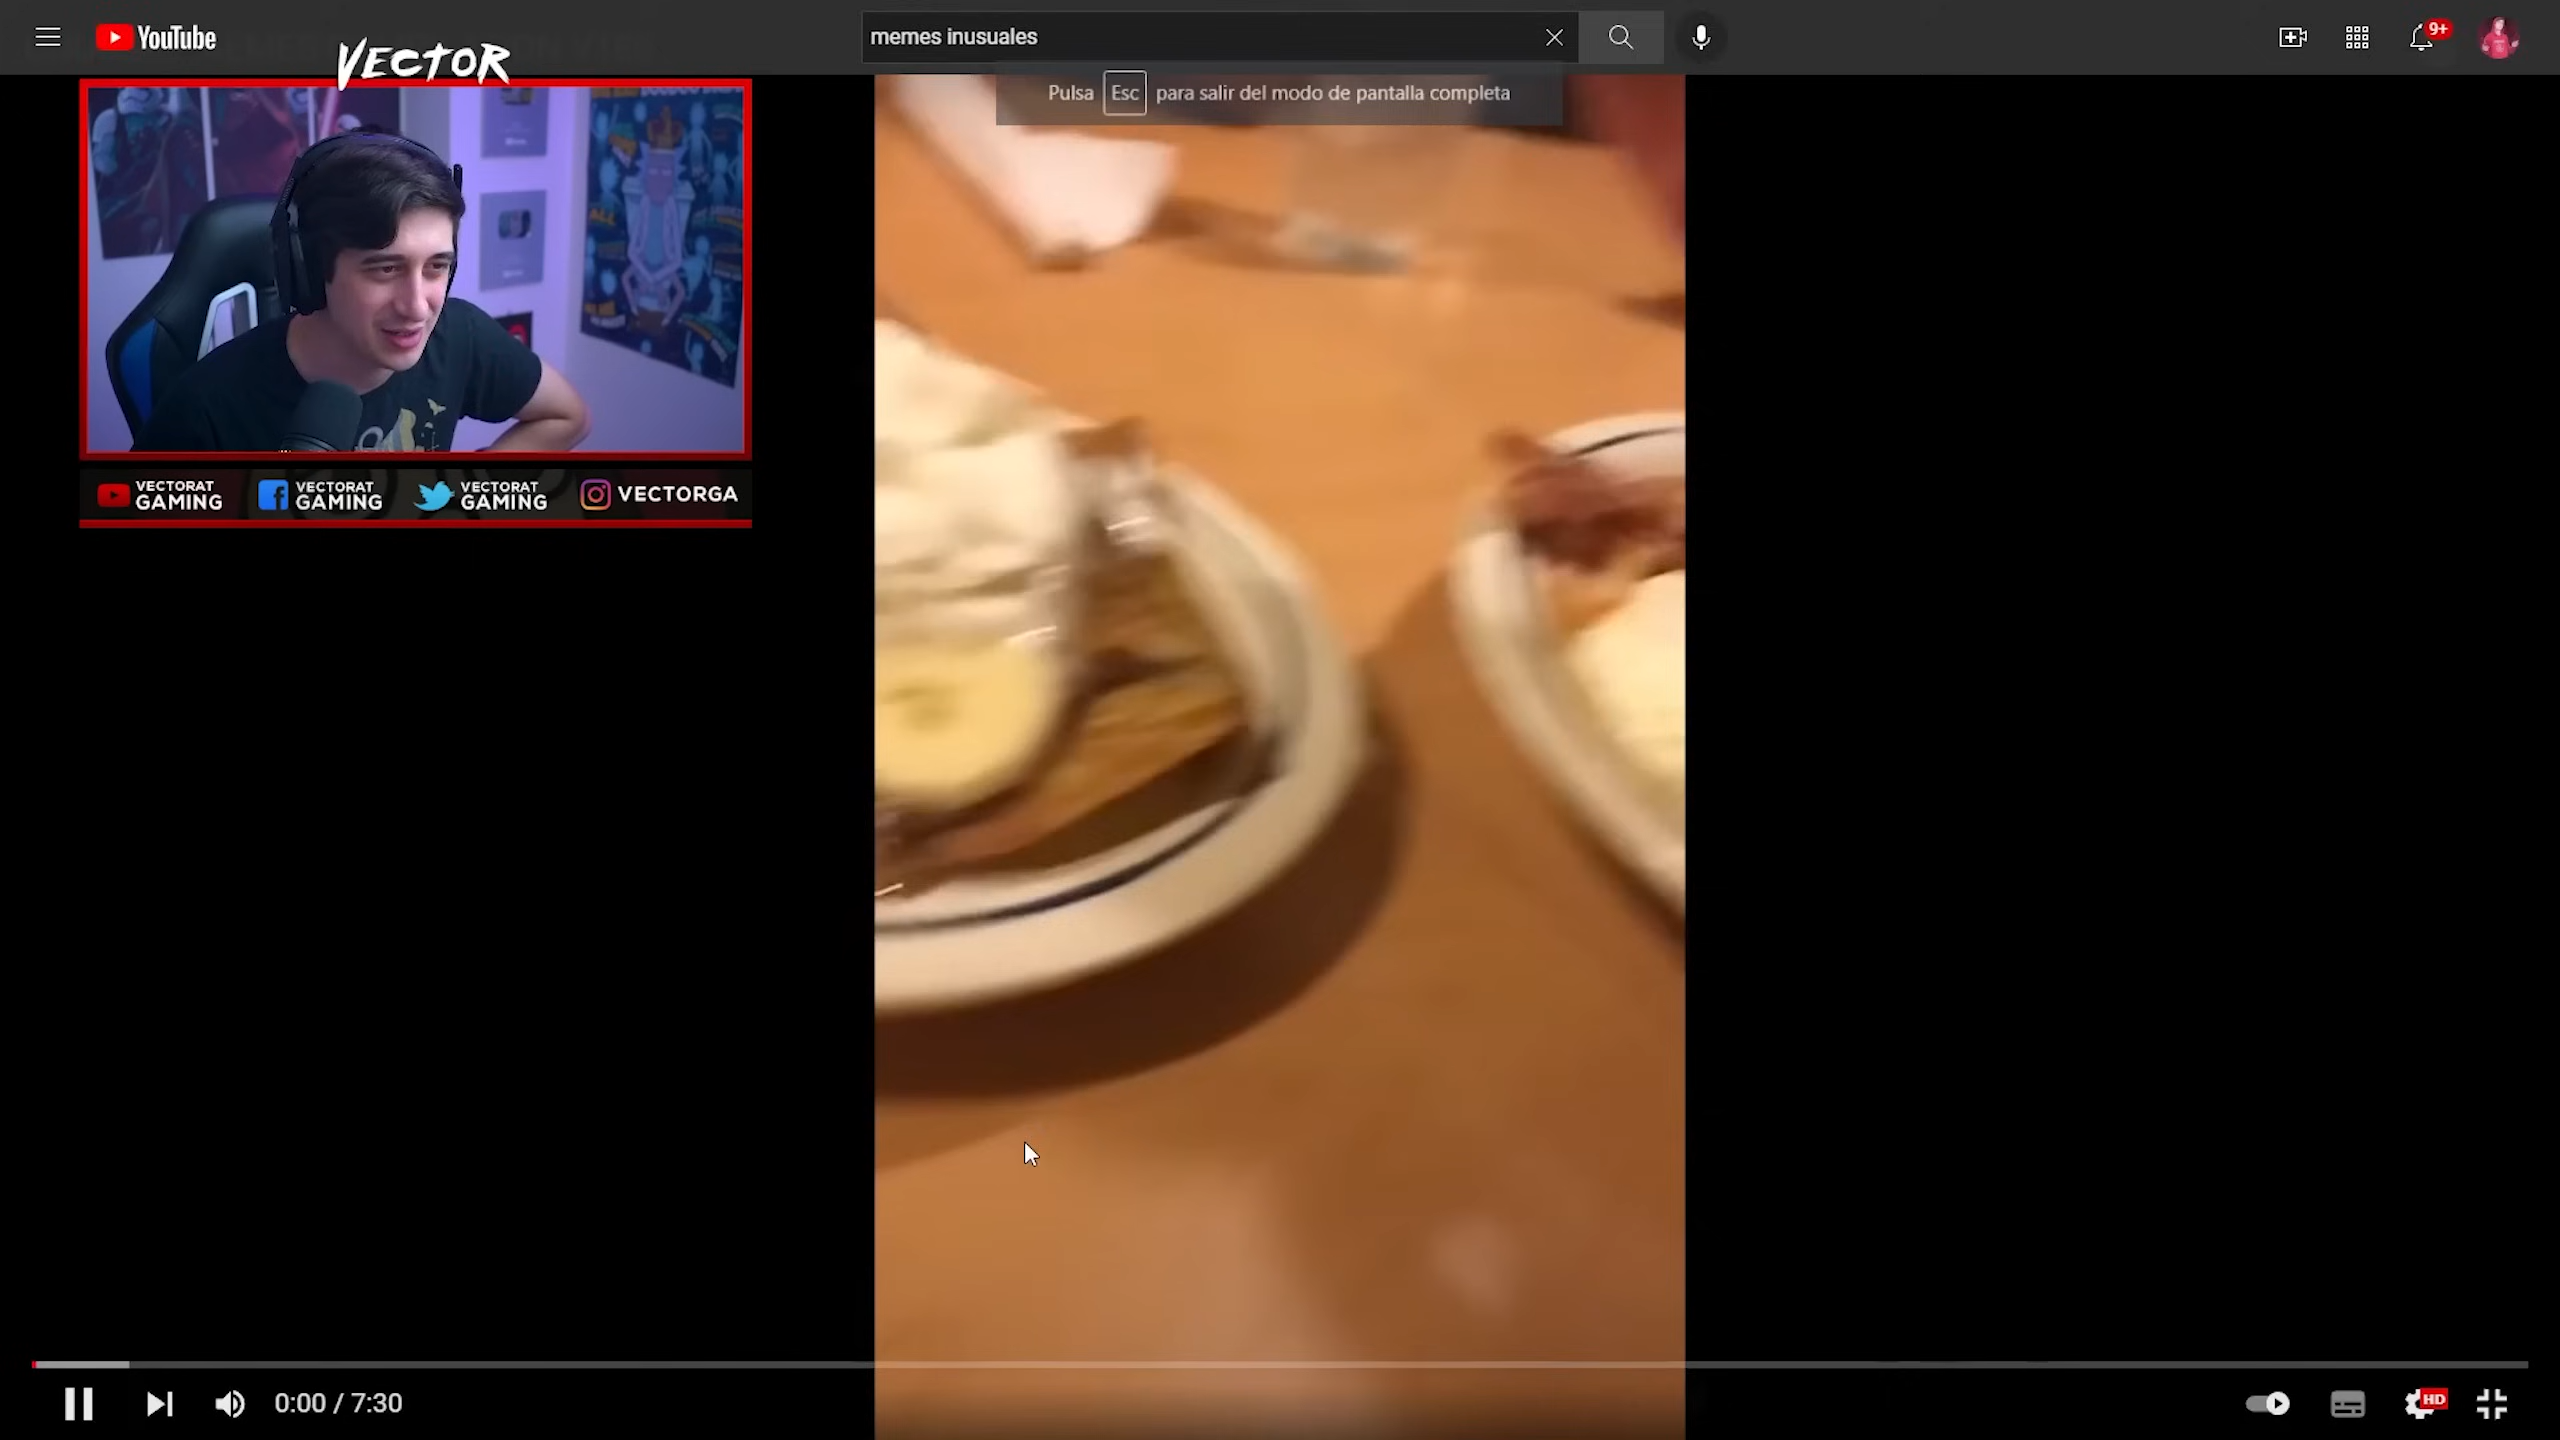 YouTube
memes inusuales
9+
VECTOR
Pulsa Esc para salir del modo de pantalla completa
VECTORAT GAMING
VECTORAT GAMING
VECTORAT GAMING
VECTORGA
0:00 / 7:30
HD